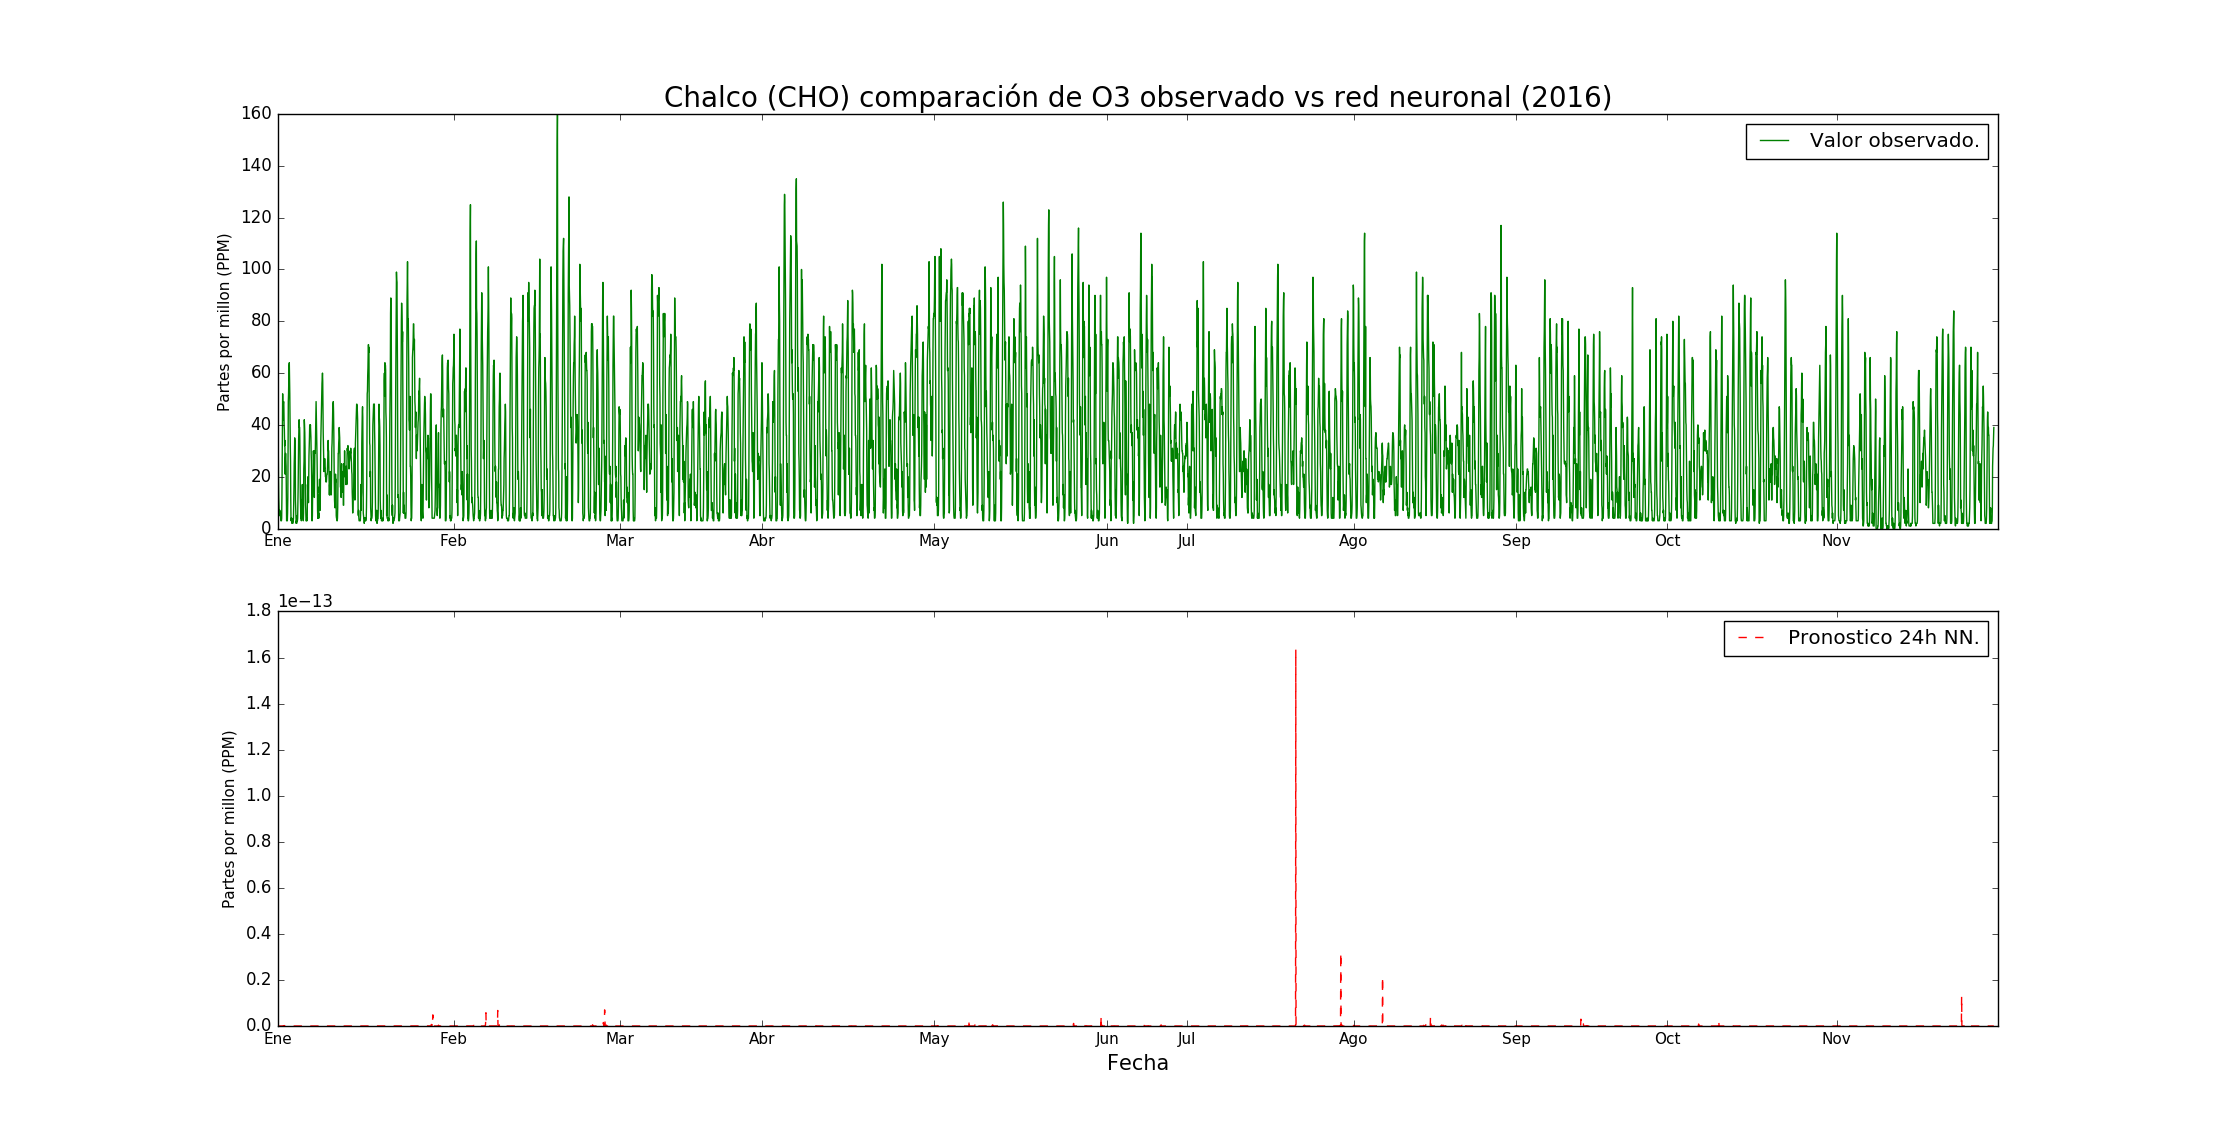 Chalco (CHO) comparación de O3 observado vs red neuronal (2016)
160
140
120
100
80
60
40
20
0
Partes por millon (PPM)
Valor observado.
Ene Feb Mar Abr May Jun Jul Ago Sep Oct Nov
1e−13
1.8
1.6
1.4
1.2
1.0
0.8
0.6
0.4
0.2
0.0
Partes por millon (PPM)
Pronostico 24h NN.
Ene Feb Mar Abr May Jun Jul Ago Sep Oct Nov
Fecha